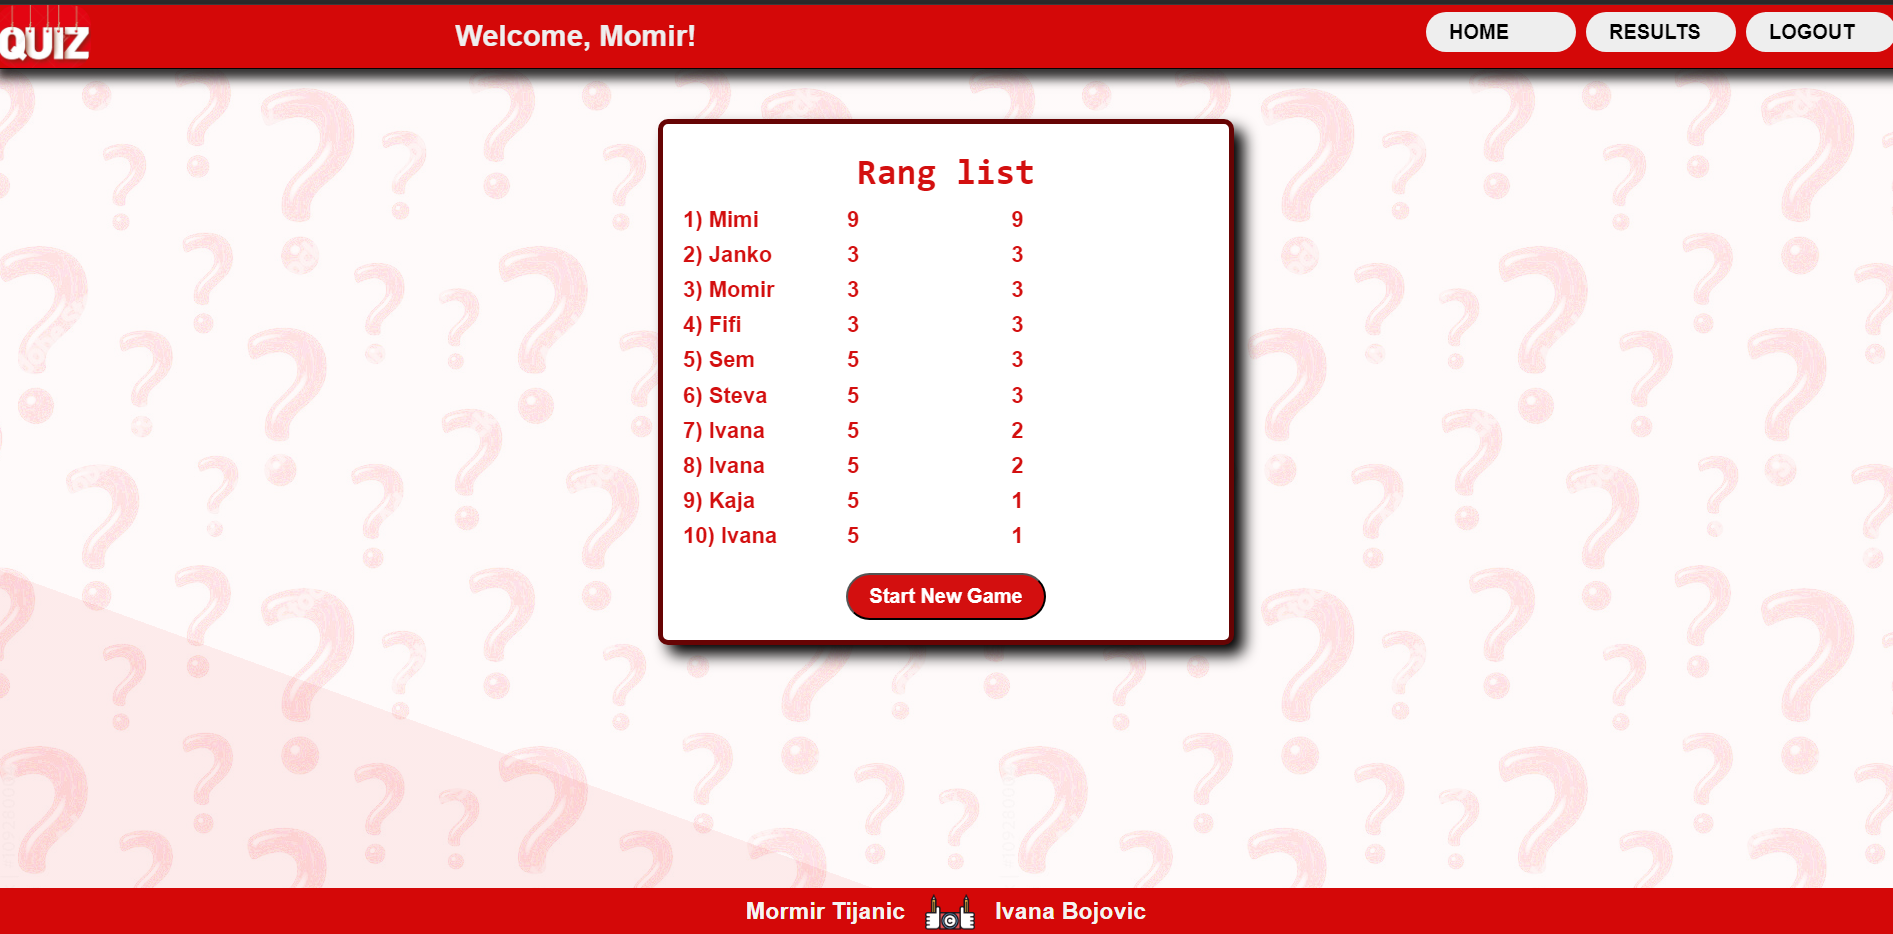 QUIZ
Welcome, Momir!
HOME
RESULTS
LOGOUT
Rang list
1) Mimi 9 9
2) Janko 3 3
3) Momir 3 3
4) Fifi 3 3
5) Sem 5 3
6) Steva 5 3
7) Ivana 5 2
8) Ivana 5 2
9) Kaja 5 1
10) Ivana 5 1
Start New Game
Mormir Tijanic © Ivana Bojovic